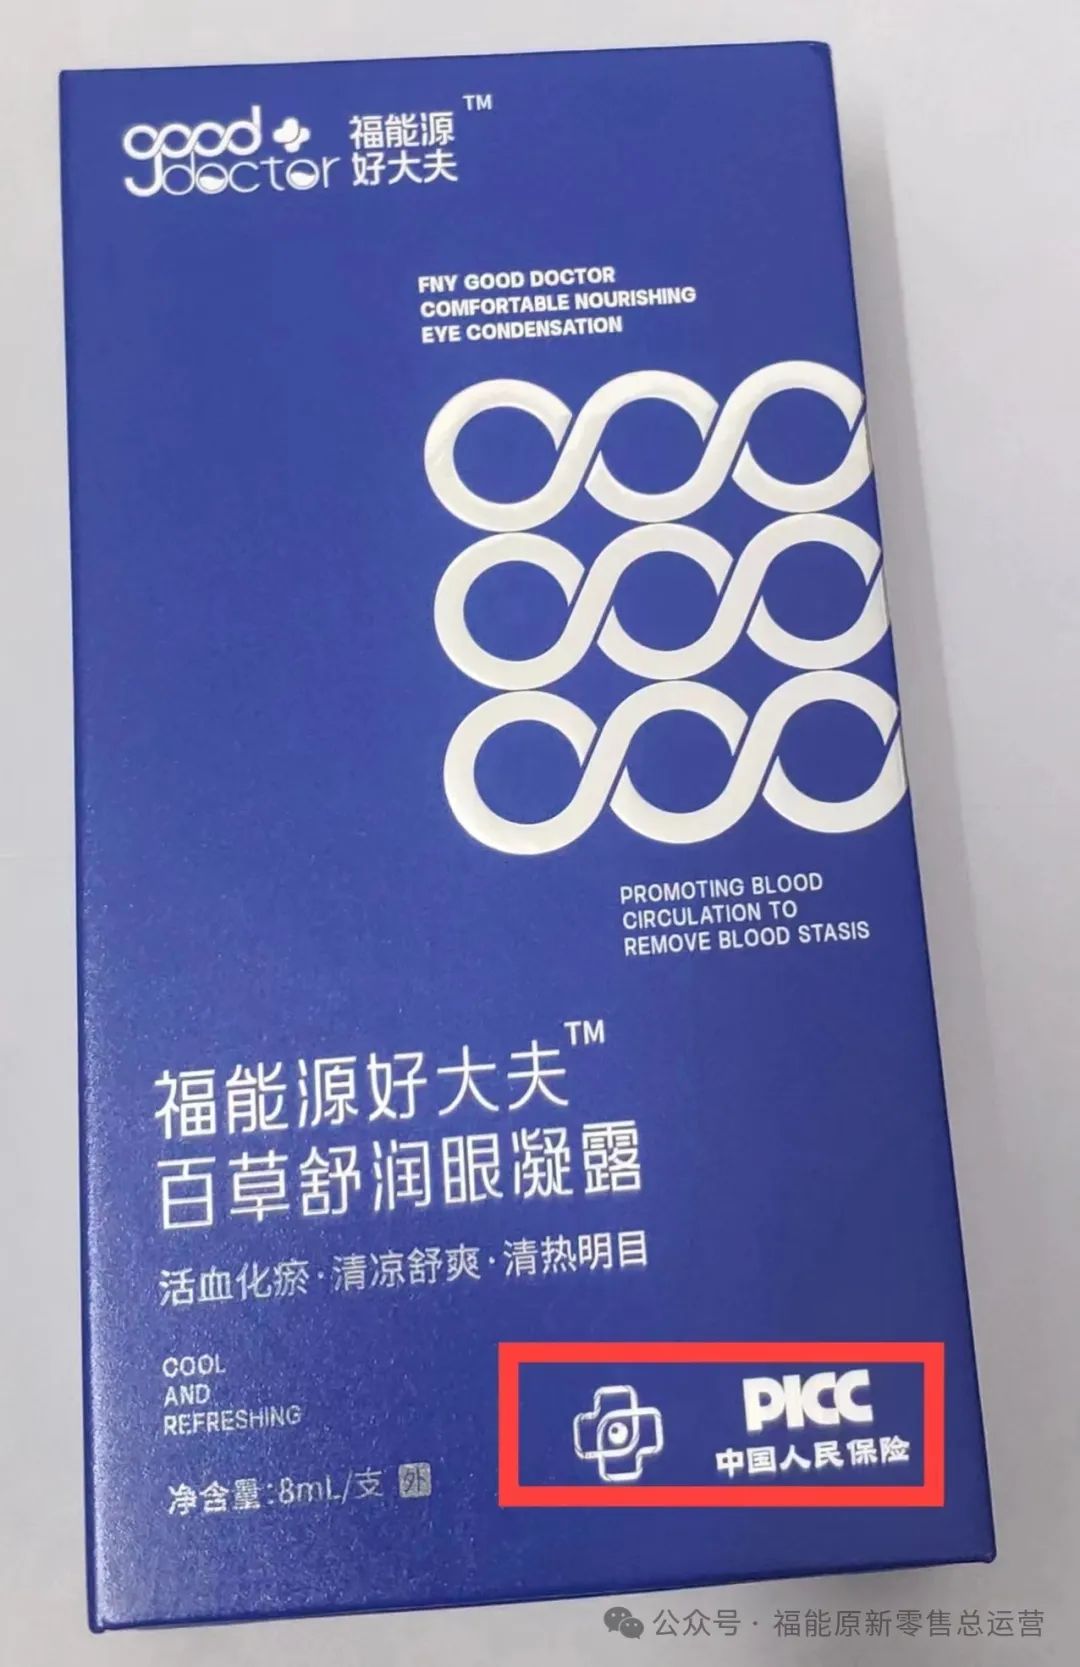 good doctor
福能源™
好大夫
FNY GOOD DOCTOR
COMFORTABLE NOURISHING
EYE CONDENSATION
PROMOTING BLOOD
CIRCULATION TO
REMOVE BLOOD STASIS
福能源好大夫™
百草舒润眼凝露
活血化瘀·清凉舒爽·清热明目
COOL
AND
REFRESHING
净含量:8mL/支 外
PICC
中国人民保险
公众号·福能原新零售总运营